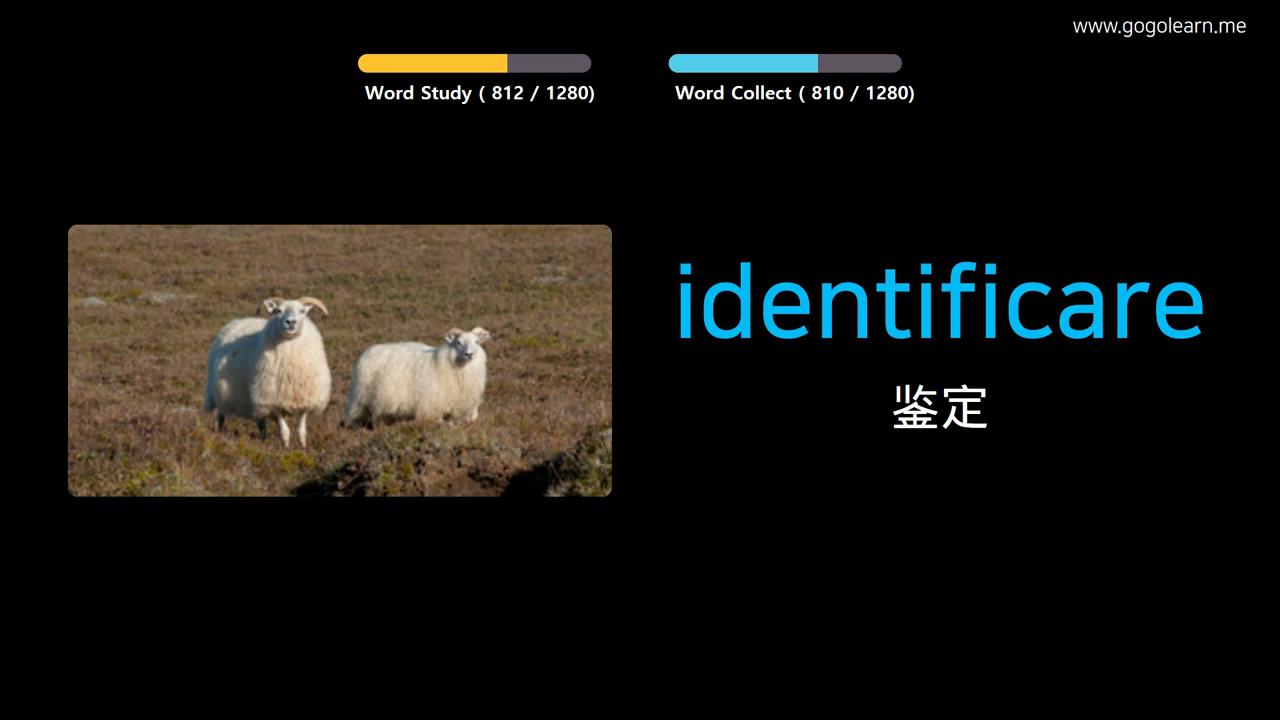 www.gogolearn.me
Word Study ( 812 / 1280)
Word Collect ( 810 / 1280)
identificare
鉴定